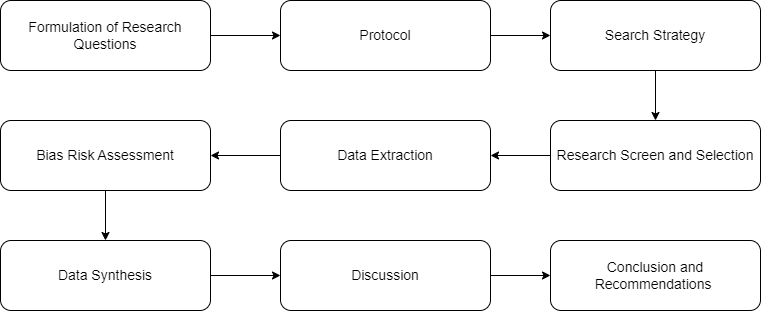 Formulation of Research
Questions
Protocol
Search Strategy
Bias Risk Assessment
Data Extraction
Research Screen and Selection
Data Synthesis
Discussion
Conclusion and
Recommendations